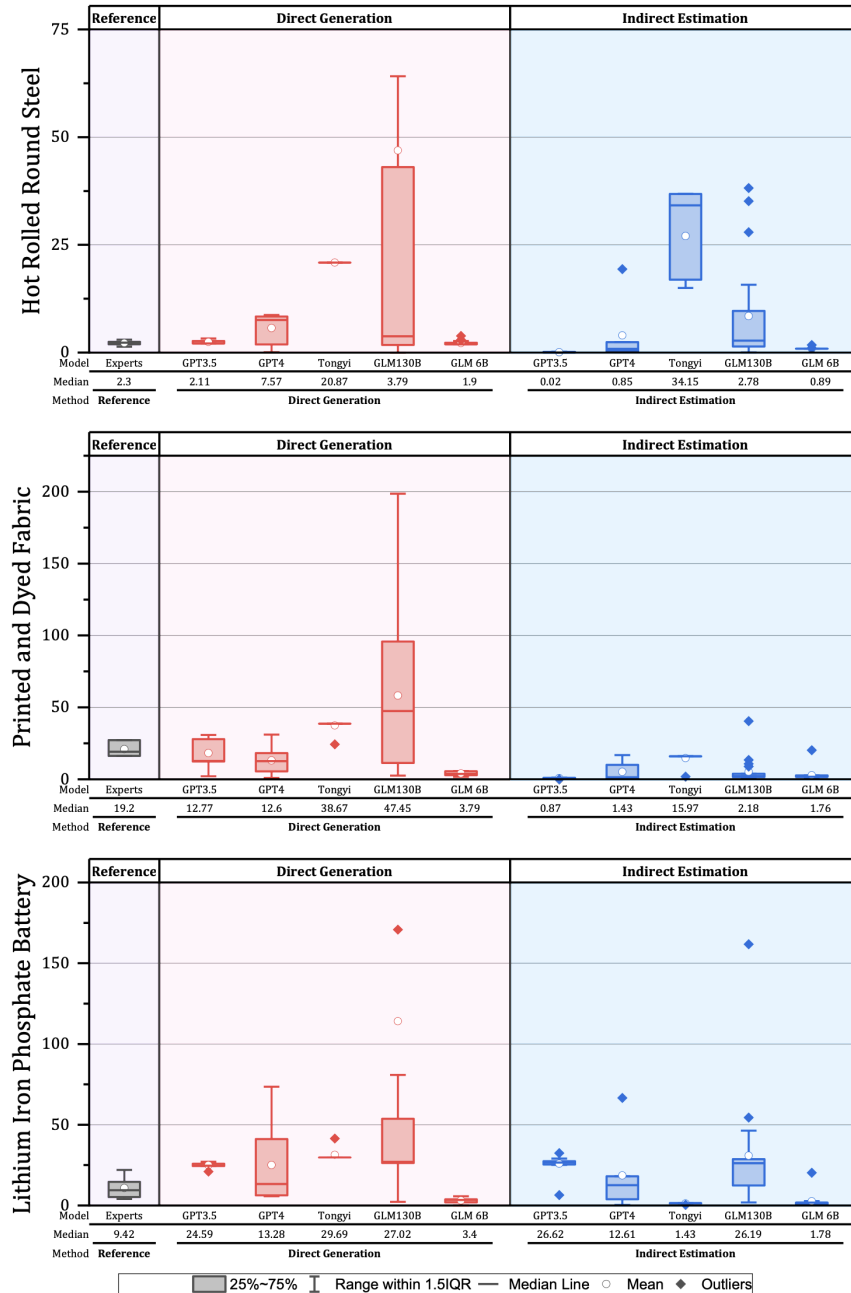 Reference Direct Generation Indirect Estimation
Hot Rolled Round Steel
75
50
25
0
Model Experts GPT3.5 GPT4 Tongyi GLM130B GLM 6B GPT3.5 GPT4 Tongyi GLM130B GLM 6B
Median 2.3 2.11 7.57 20.87 3.79 1.9 0.02 0.85 34.15 2.78 0.89
Method Reference Direct Generation Indirect Estimation
Reference Direct Generation Indirect Estimation
Printed and Dyed Fabric
200
150
100
50
0
Model Experts GPT3.5 GPT4 Tongyi GLM130B GLM 6B GPT3.5 GPT4 Tongyi GLM130B GLM 6B
Median 19.2 12.77 12.6 38.67 47.45 3.79 0.87 1.43 15.97 2.18 1.76
Method Reference Direct Generation Indirect Estimation
Reference Direct Generation Indirect Estimation
Lithium Iron Phosphate Battery
200
150
100
50
0
Model Experts GPT3.5 GPT4 Tongyi GLM130B GLM 6B GPT3.5 GPT4 Tongyi GLM130B GLM 6B
Median 9.42 24.59 13.28 29.69 27.02 3.4 26.62 12.61 1.43 26.19 1.78
Method Reference Direct Generation Indirect Estimation
25%~75% Range within 1.5IQR Median Line Mean Outliers